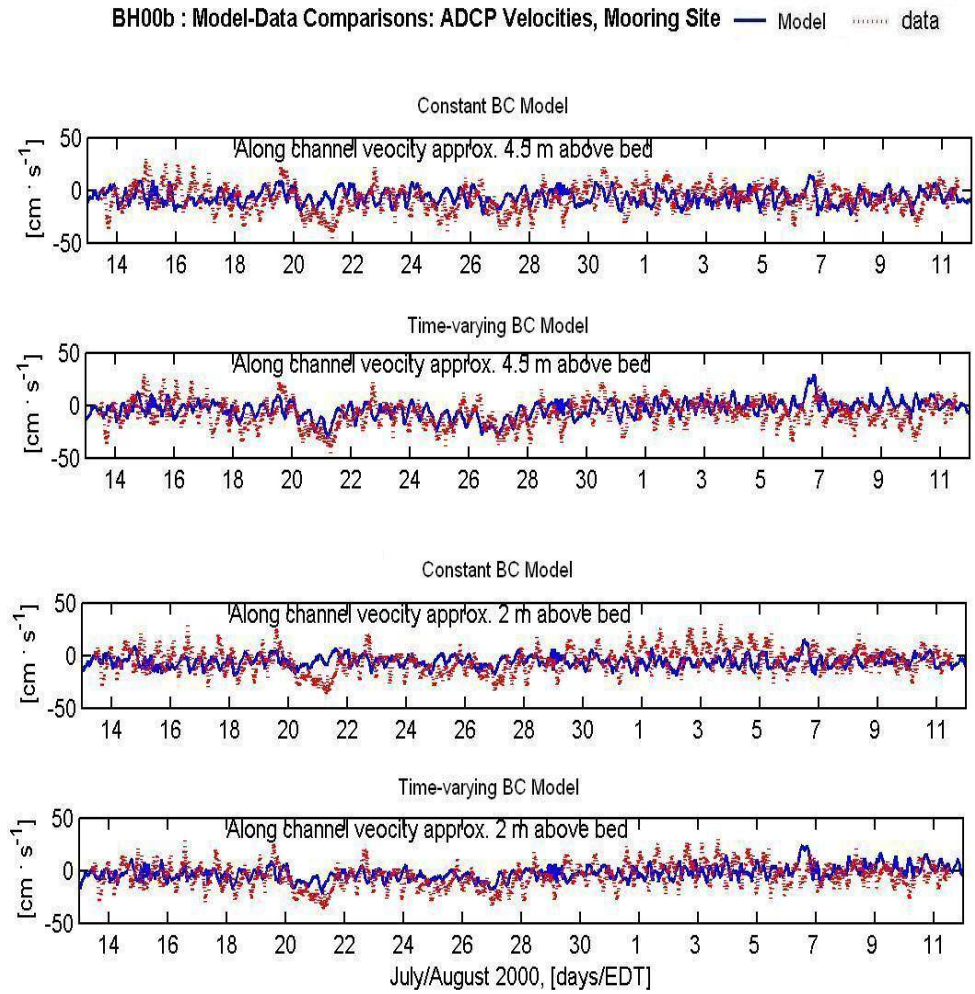 BH00b : Model-Data Comparisons: ADCP Velocities, Mooring Site Model data
Constant BC Model
Along channel veocity approx. 4.5 m above bed
[cm · s⁻¹]
50
0
-50
14 16 18 20 22 24 26 28 30 1 3 5 7 9 11
Time-varying BC Model
Along channel veocity approx. 4.5 m above bed
[cm · s⁻¹]
50
0
-50
14 16 18 20 22 24 26 28 30 1 3 5 7 9 11
Constant BC Model
Along channel veocity approx. 2 m above bed
[cm · s⁻¹]
50
0
-50
14 16 18 20 22 24 26 28 30 1 3 5 7 9 11
Time-varying BC Model
Along channel veocity approx. 2 m above bed
[cm · s⁻¹]
50
0
-50
14 16 18 20 22 24 26 28 30 1 3 5 7 9 11
July/August 2000, [days/EDT]